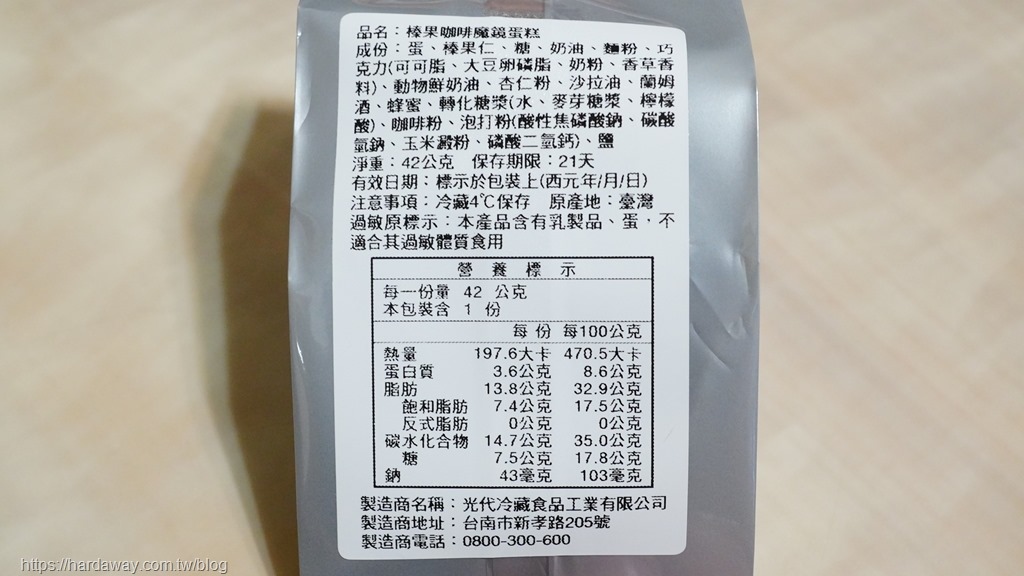 品名：榛果咖啡魔鏡蛋糕
成份：蛋、榛果仁、糖、奶油、麵粉、巧
克力(可可脂、大豆卵磷脂、奶粉、香草香
料)、動物鮮奶油、杏仁粉、沙拉油、蘭姆
酒、蜂蜜、轉化糖漿(水、麥芽糖漿、檸檬
酸)、咖啡粉、泡打粉(酸性焦磷酸鈉、碳酸
氫鈉、玉米澱粉、磷酸二氫鈣)、鹽
淨重：42公克 保存期限：21天
有效日期：標示於包裝上(西元年/月/日)
注意事項：冷藏4℃保存 原產地：臺灣
過敏原標示：本產品含有乳製品、蛋，不
適合其過敏體質食用
營養標示
每一份量 42 公克
本包裝含 1 份
每份 每100公克
熱量 197.6大卡 470.5大卡
蛋白質 3.6公克 8.6公克
脂肪 13.8公克 32.9公克
飽和脂肪 7.4公克 17.5公克
反式脂肪 0公克 0公克
碳水化合物 14.7公克 35.0公克
糖 7.5公克 17.8公克
鈉 43毫克 103毫克
製造商名稱：光代冷藏食品工業有限公司
製造商地址：台南市新孝路205號
製造商電話：0800-300-600
https://hardaway.com.tw/blog